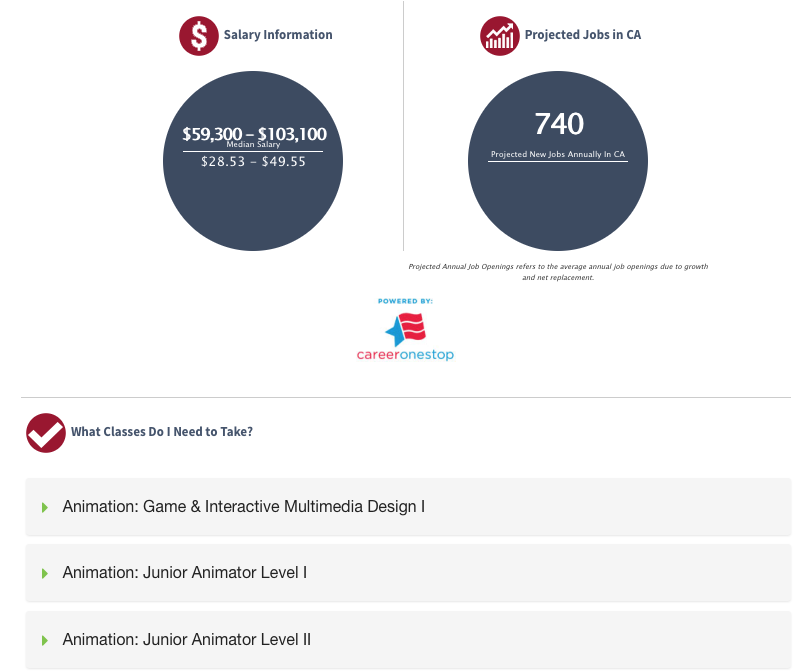 Salary Information
$59,300 – $103,100
Median Salary
$28.53 – $49.55
Projected Jobs in CA
740
Projected New Jobs Annually In CA
Projected Annual Job Openings refers to the average annual job openings due to growth
and net replacement.
POWERED BY:
careeronestop
What Classes Do I Need to Take?
Animation: Game & Interactive Multimedia Design I
Animation: Junior Animator Level I
Animation: Junior Animator Level II